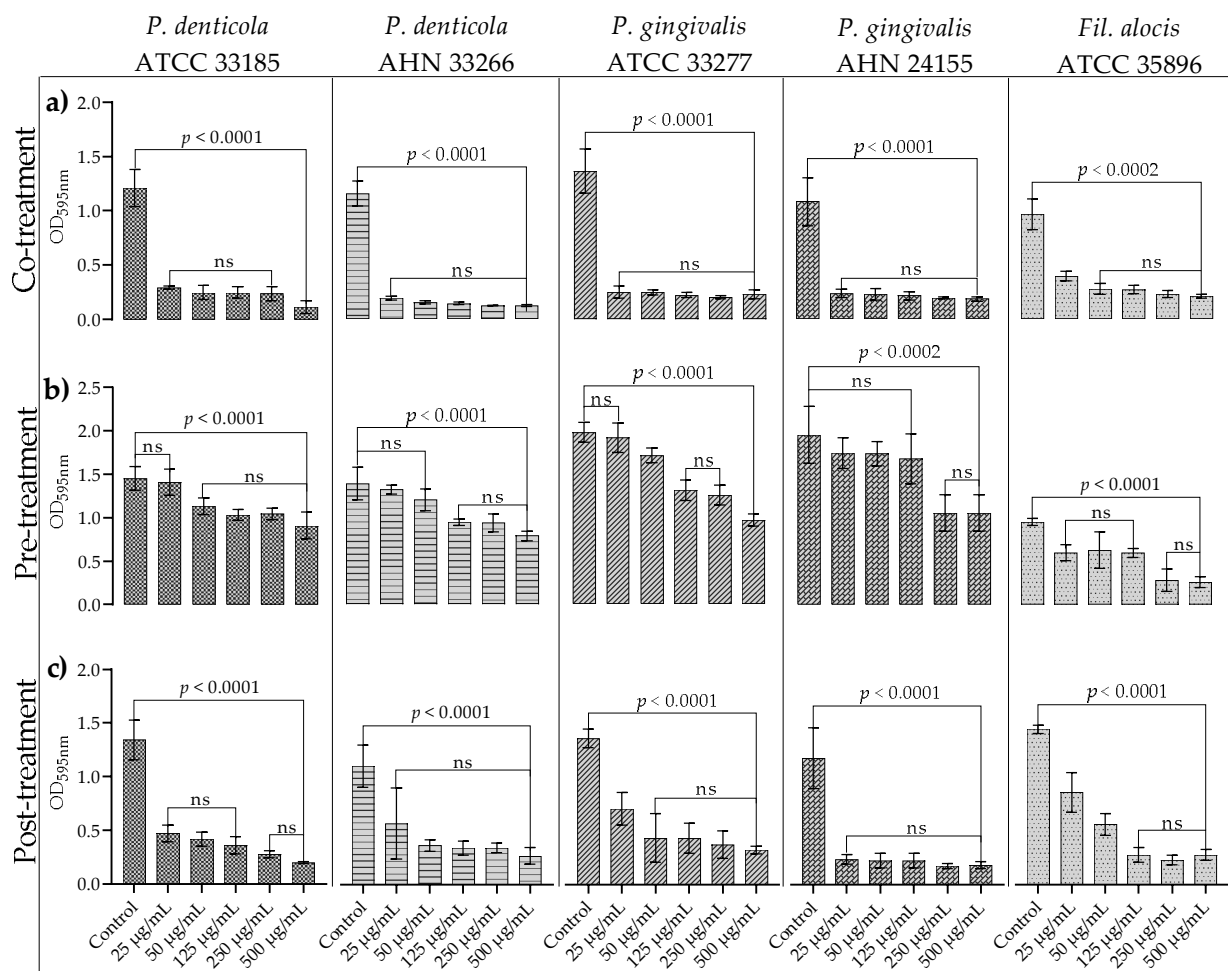 P. denticola
ATCC 33185
P. denticola
AHN 33266
P. gingivalis
ATCC 33277
P. gingivalis
AHN 24155
Fil. alocis
ATCC 35896
Co-treatment
a)
OD595nm
2.0
1.5
1.0
0.5
0.0
p < 0.0001
ns
p < 0.0001
ns
p < 0.0001
ns
p < 0.0001
ns
p < 0.0002
ns
Pre-treatment
b)
OD595nm
2.5
2.0
1.5
1.0
0.5
0.0
p < 0.0001
ns
ns
p < 0.0001
ns
ns
p < 0.0001
ns
ns
p < 0.0002
ns
ns
p < 0.0001
ns
ns
Post-treatment
c)
OD595nm
2.0
1.5
1.0
0.5
0.0
p < 0.0001
ns
ns
p < 0.0001
ns
p < 0.0001
ns
p < 0.0001
ns
p < 0.0001
ns
Control
25 µg/mL
50 µg/mL
125 µg/mL
250 µg/mL
500 µg/mL
Control
25 µg/mL
50 µg/mL
125 µg/mL
250 µg/mL
500 µg/mL
Control
25 µg/mL
50 µg/mL
125 µg/mL
250 µg/mL
500 µg/mL
Control
25 µg/mL
50 µg/mL
125 µg/mL
250 µg/mL
500 µg/mL
Control
25 µg/mL
50 µg/mL
125 µg/mL
250 µg/mL
500 µg/mL